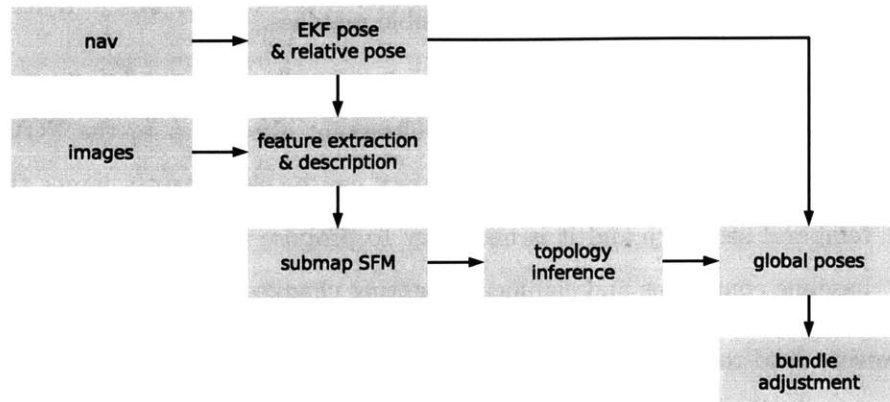 nav
EKF pose
& relative pose
images
feature extraction
& description
submap SFM
topology
inference
global poses
bundle
adjustment